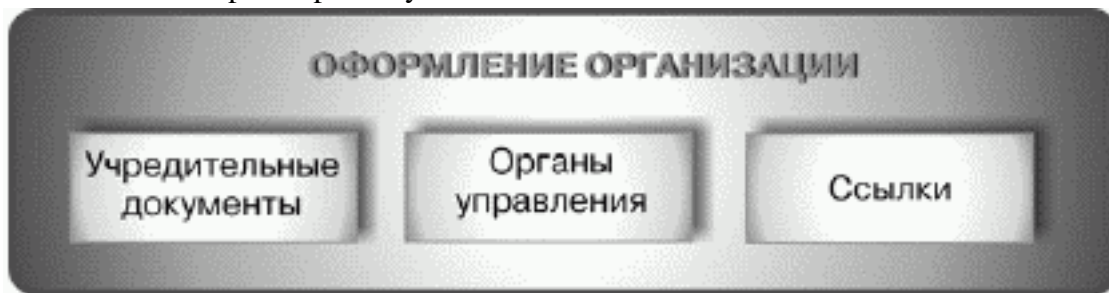 ОФОРМЛЕНИЕ ОРГАНИЗАЦИИ
Учредительные
документы
Органы
управления
Ссылки